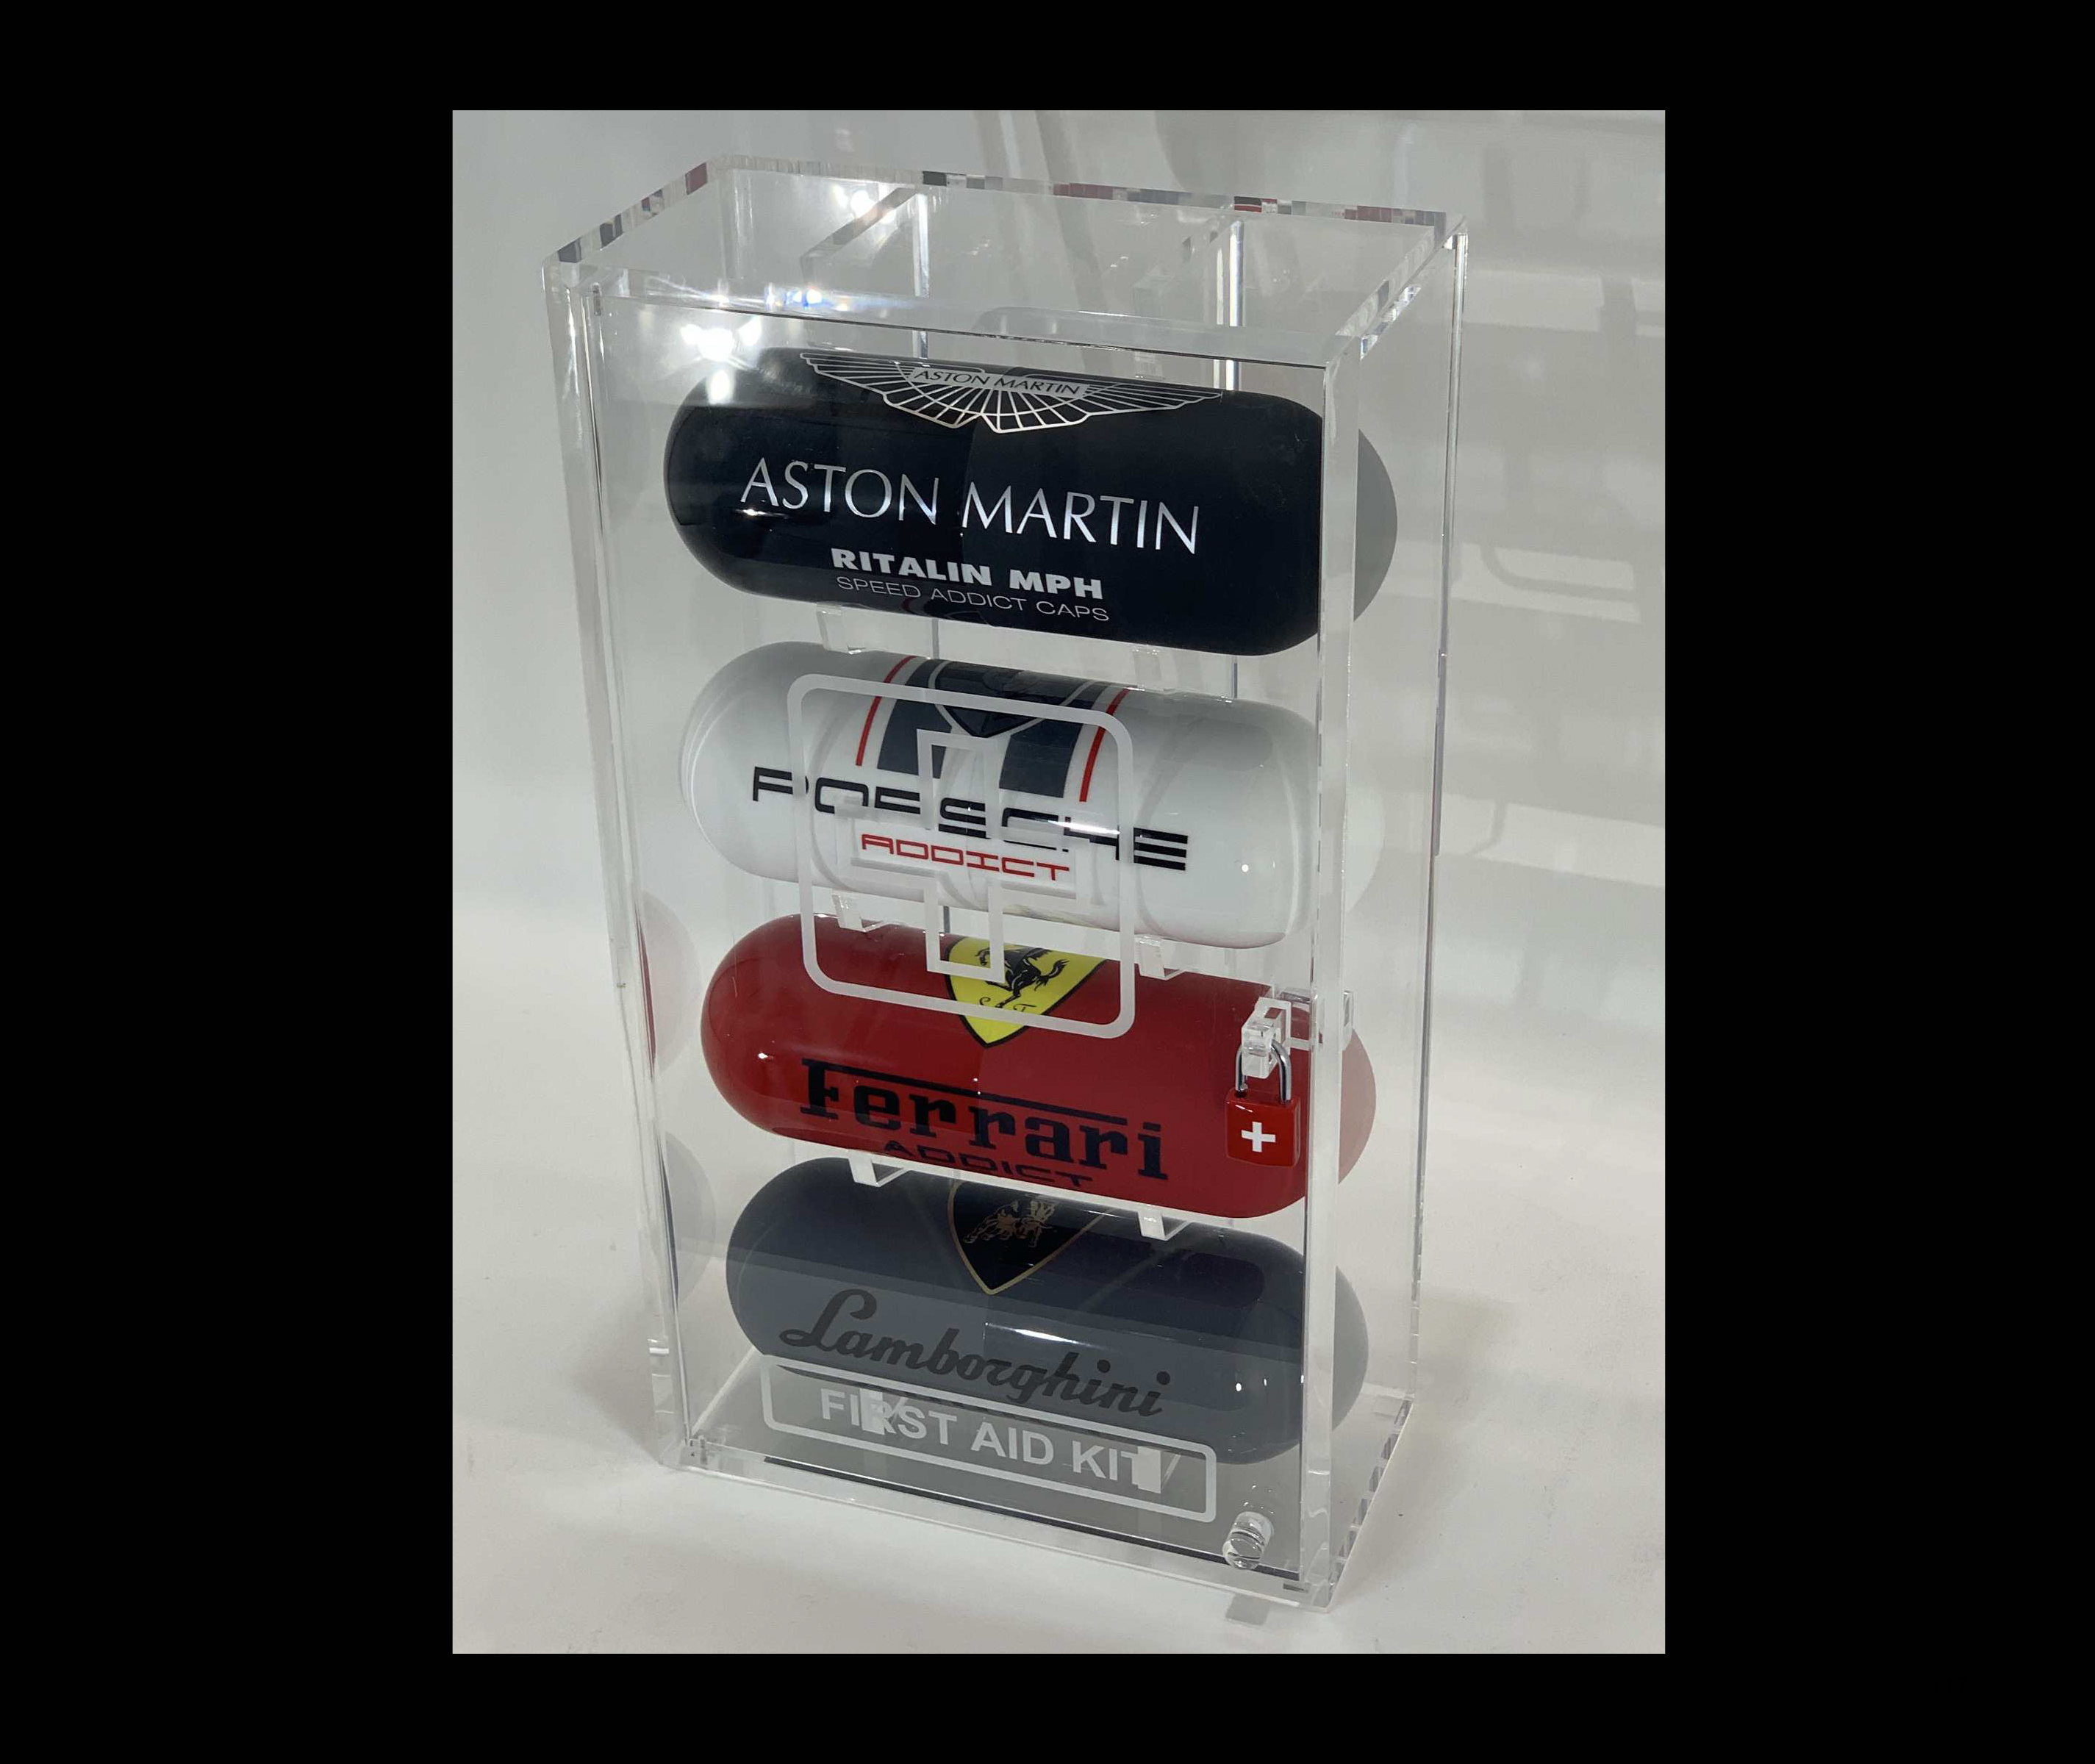 ASTON MARTIN
ASTON MARTIN
RITALIN MPH
SPEED ADDICT CAPS
PORSCHE
ADDICT
Ferrari
ADDICT
Lamborghini
FIRST AID KIT